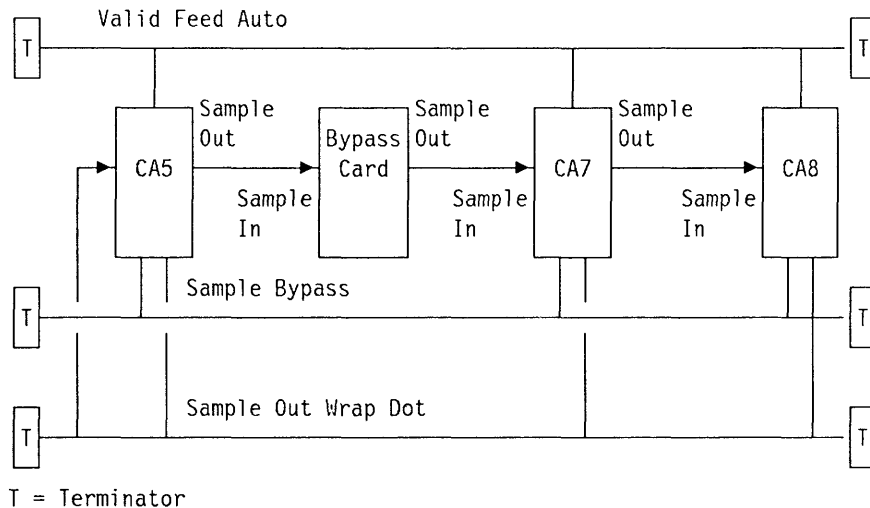 Valid Feed Auto
T
T
Sample
Out
Sample
Out
Sample
Out
CA5
Bypass
Card
CA7
CA8
Sample
In
Sample
In
Sample
In
Sample Bypass
T
T
Sample Out Wrap Dot
T
T
T = Terminator